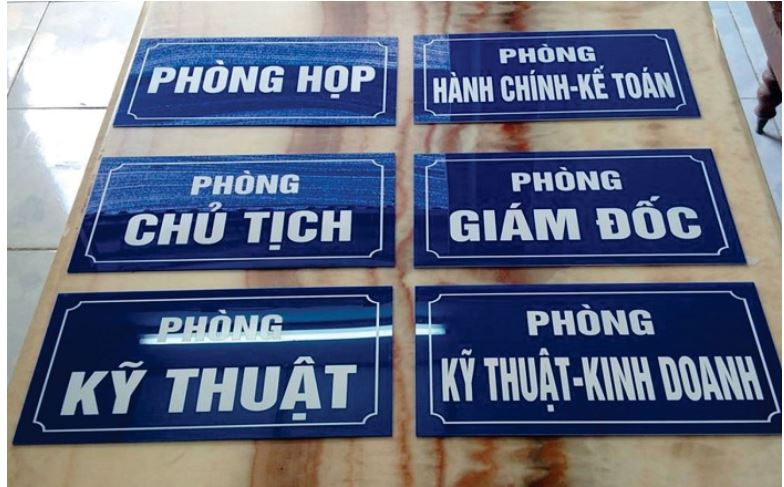 PHÒNG HỌP
PHÒNG
HÀNH CHÍNH-KẾ TOÁN
PHÒNG
CHỦ TỊCH
PHÒNG
GIÁM ĐỐC
PHÒNG
KỸ THUẬT
PHÒNG
KỸ THUẬT-KINH DOANH